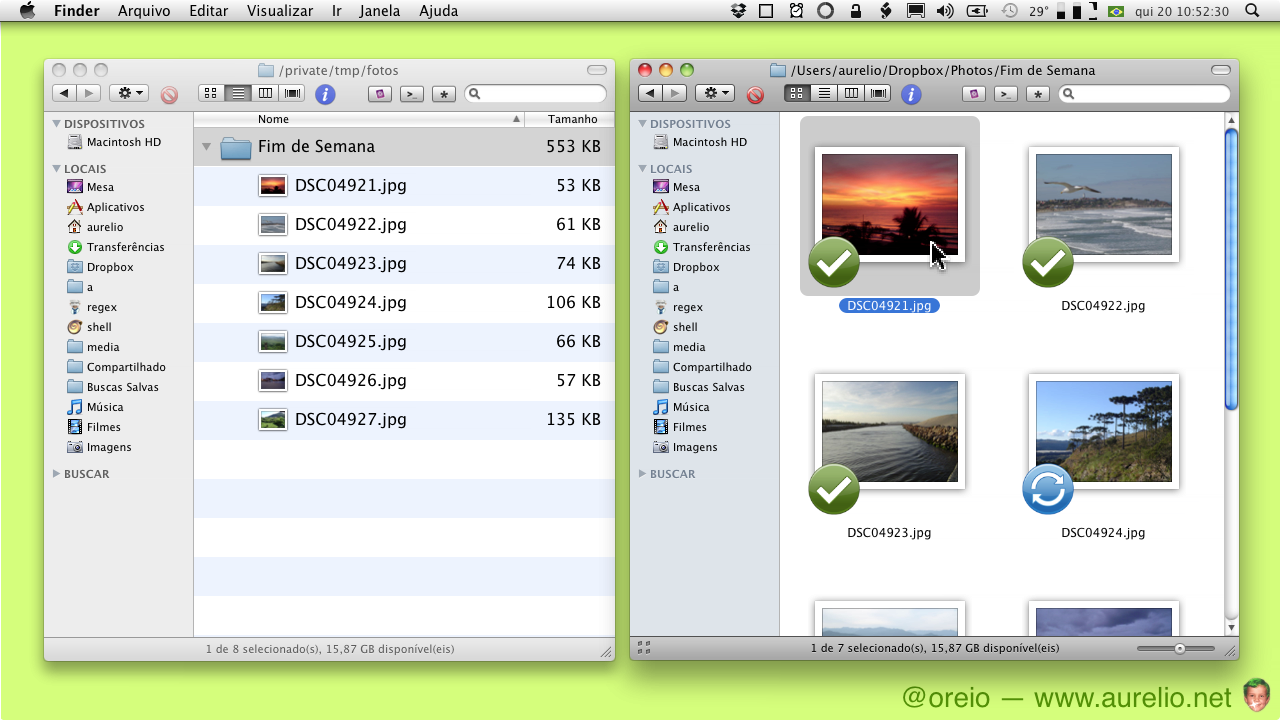 Finder Arquivo Editar Visualizar Ir Janela Ajuda 29° qui 20 10:52:30
/private/tmp/fotos
Nome Tamanho
DISPOSITIVOS
Macintosh HD
LOCAIS
Mesa
Aplicativos
aurelio
Transferências
Dropbox
a
regex
shell
media
Compartilhado
Buscas Salvas
Música
Filmes
Imagens
BUSCAR
Fim de Semana 553 KB
DSC04921.jpg 53 KB
DSC04922.jpg 61 KB
DSC04923.jpg 74 KB
DSC04924.jpg 106 KB
DSC04925.jpg 66 KB
DSC04926.jpg 57 KB
DSC04927.jpg 135 KB
1 de 8 selecionado(s), 15,87 GB disponível(eis)
/Users/aurelio/Dropbox/Photos/Fim de Semana
DISPOSITIVOS
Macintosh HD
LOCAIS
Mesa
Aplicativos
aurelio
Transferências
Dropbox
a
regex
shell
media
Compartilhado
Buscas Salvas
Música
Filmes
Imagens
BUSCAR
DSC04921.jpg DSC04922.jpg
DSC04923.jpg DSC04924.jpg
1 de 7 selecionado(s), 15,87 GB disponível(eis)
@oreio — www.aurelio.net